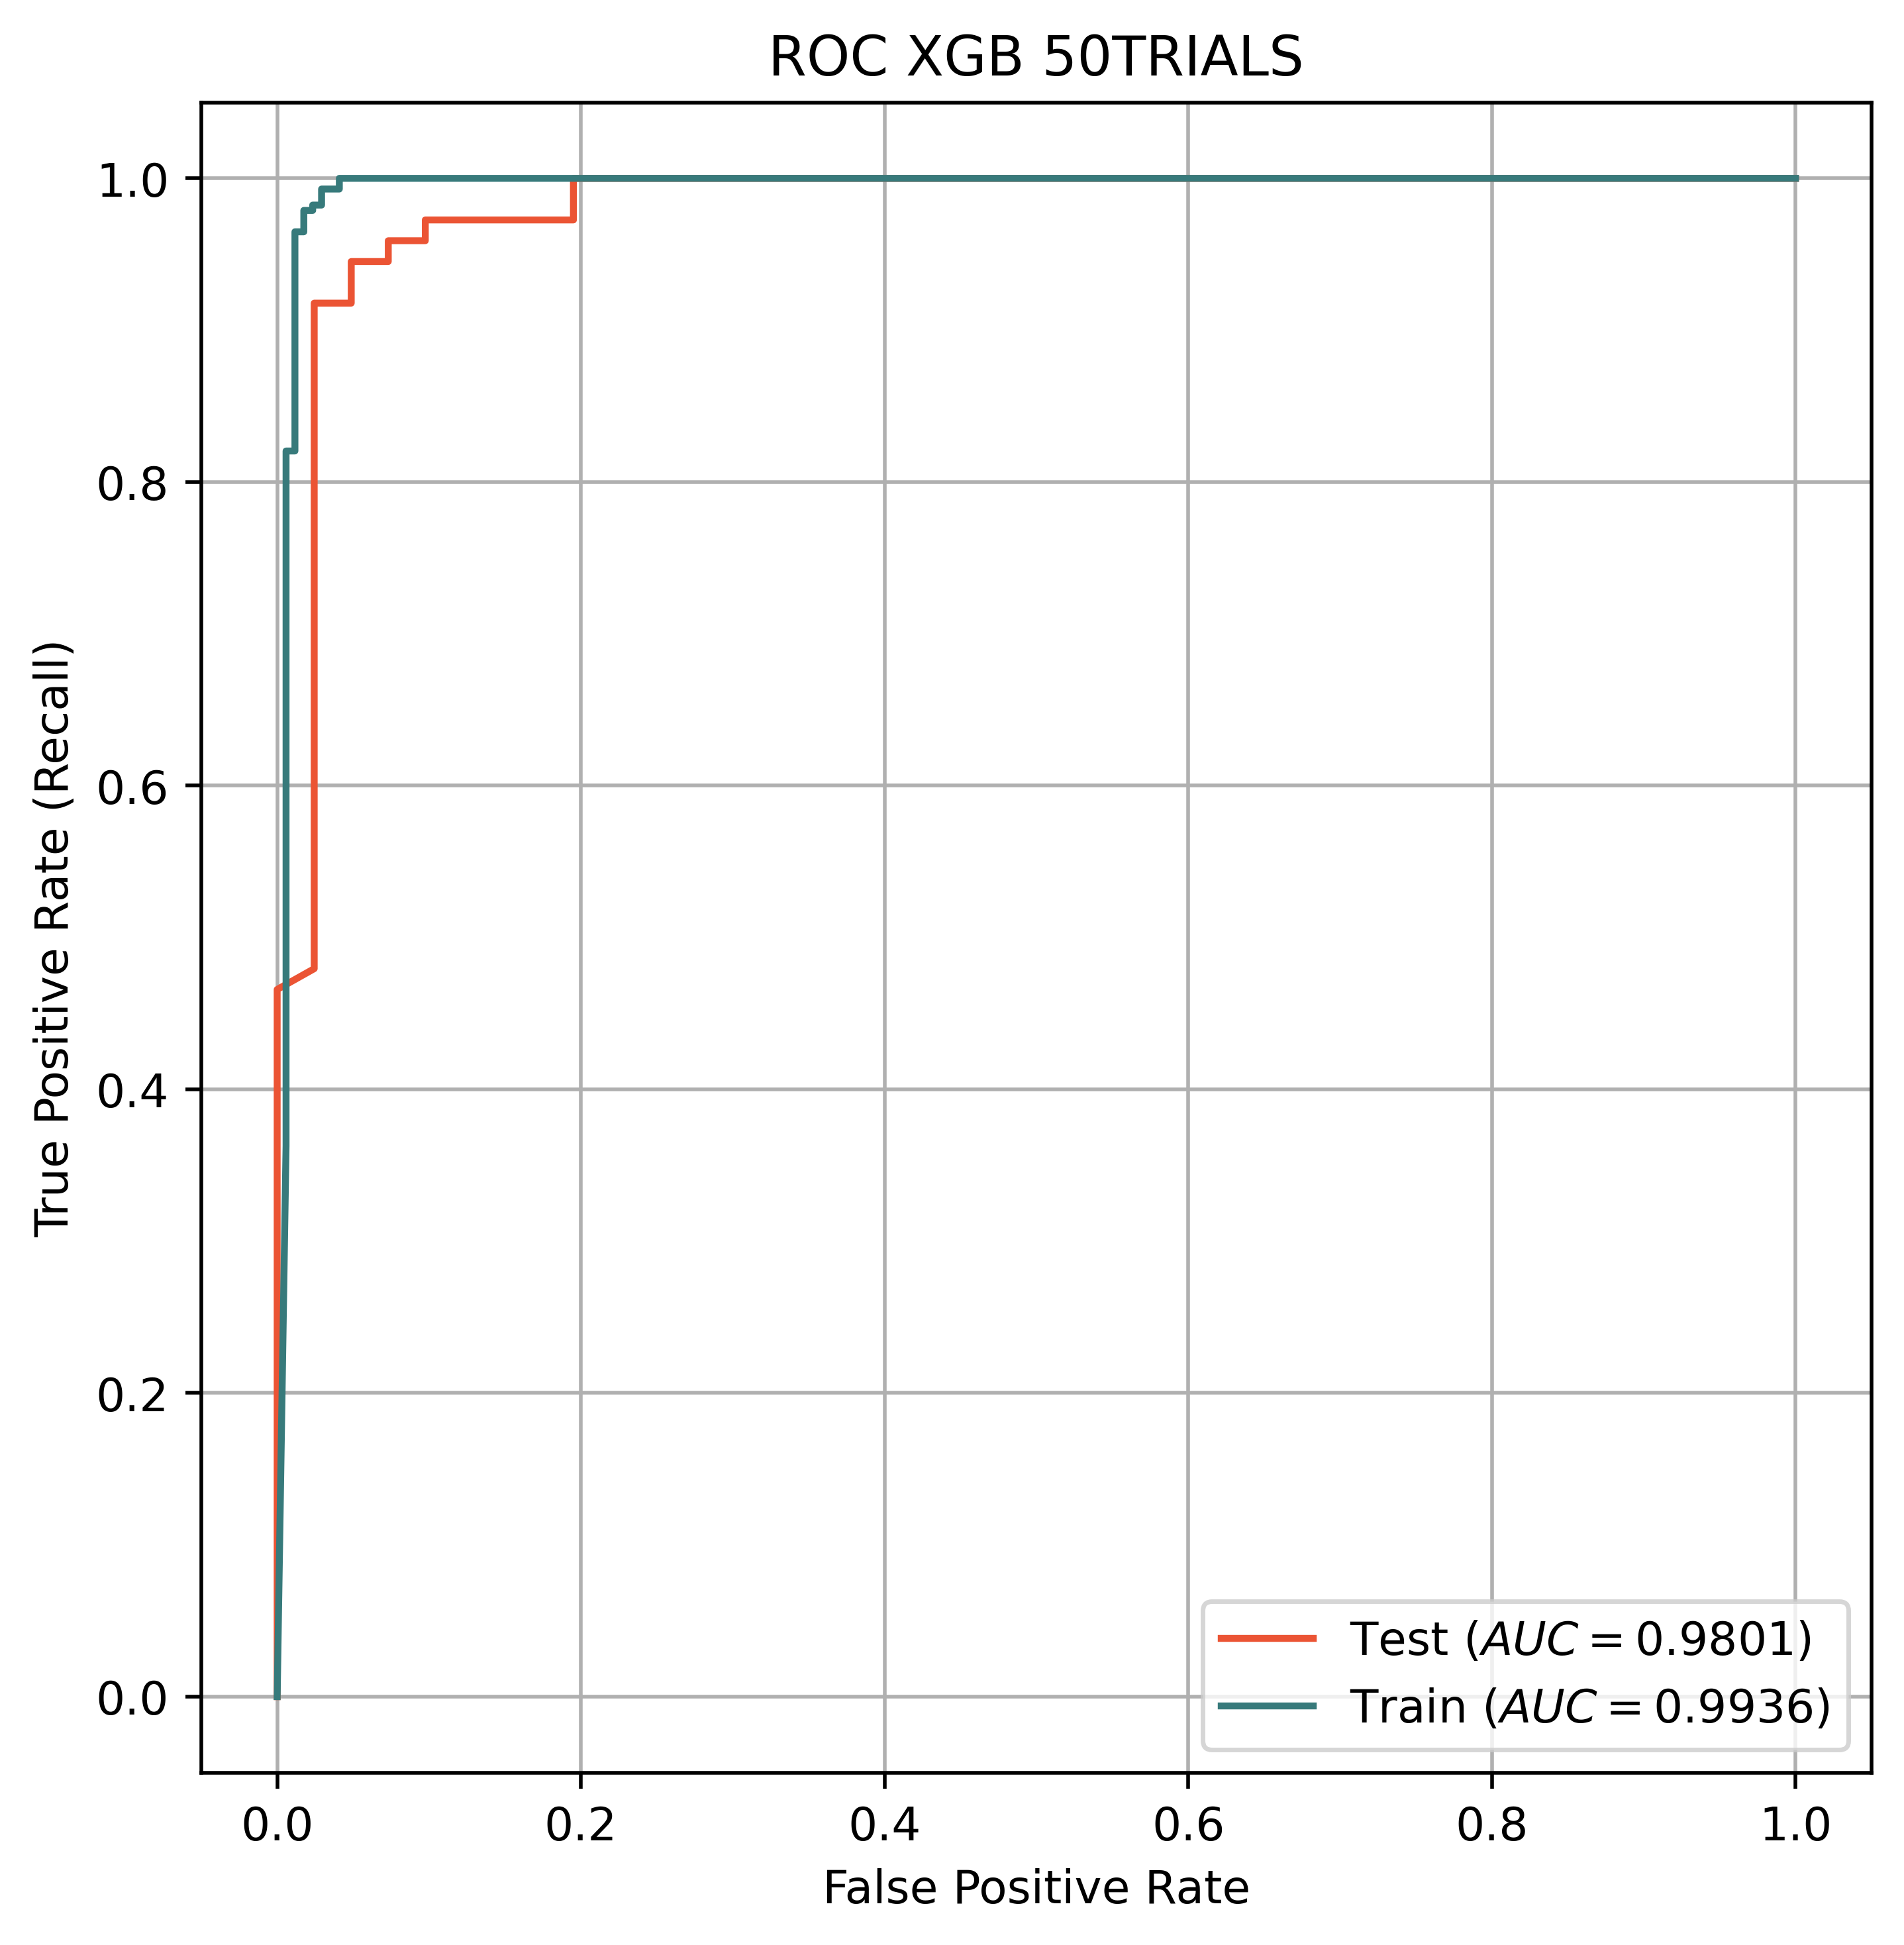 ROC XGB 50TRIALS
True Positive Rate (Recall)
1.0
0.8
0.6
0.4
0.2
0.0
0.0 0.2 0.4 0.6 0.8 1.0
False Positive Rate
Test (AUC = 0.9801)
Train (AUC = 0.9936)